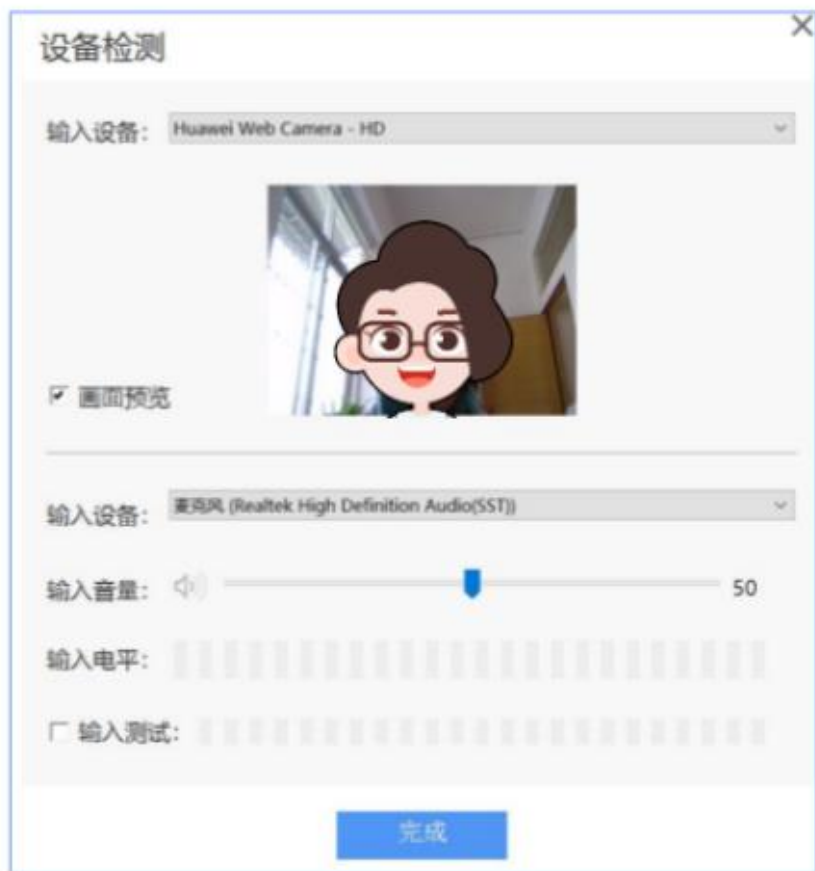 设备检测
输入设备： Huawei Web Camera - HD
画面预览
输入设备： 麦克风 (Realtek High Definition Audio(SST))
输入音量： 50
输入电平：
输入测试：
完成